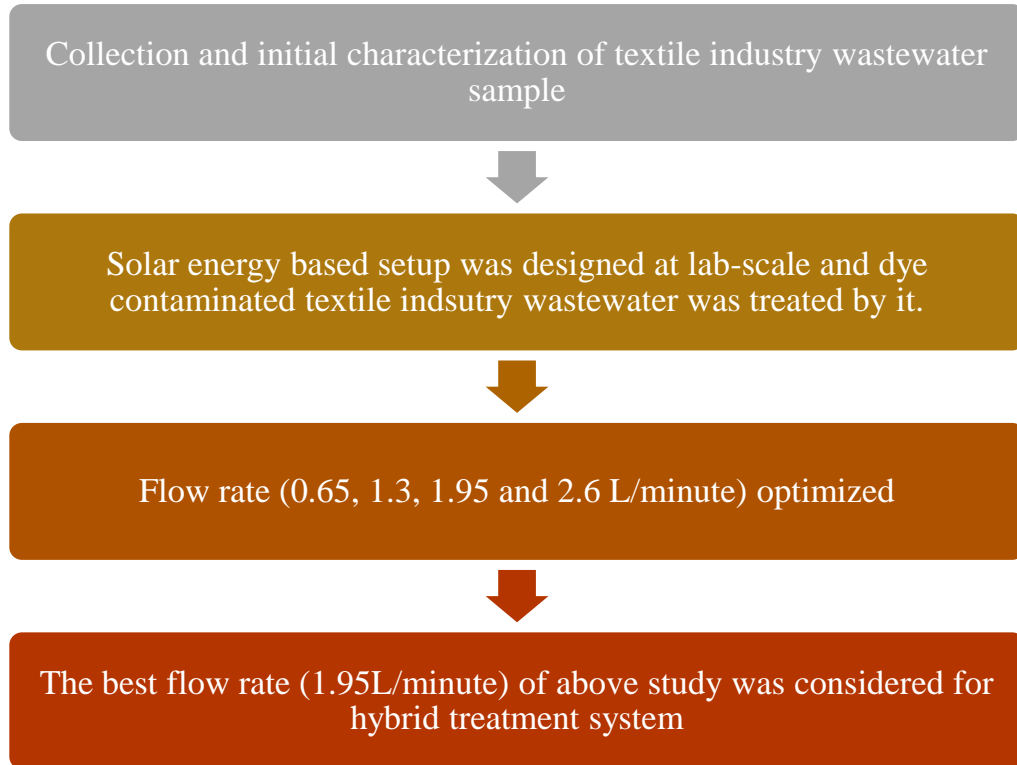 Collection and initial characterization of textile industry wastewater
sample
Solar energy based setup was designed at lab-scale and dye
contaminated textile indsutry wastewater was treated by it.
Flow rate (0.65, 1.3, 1.95 and 2.6 L/minute) optimized
The best flow rate (1.95L/minute) of above study was considered for
hybrid treatment system